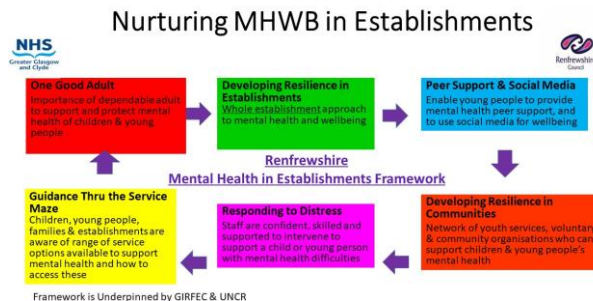 Nurturing MHWB in Establishments
NHS
Greater Glasgow
and Clyde
Renfrewshire
Council
One Good Adult
Importance of dependable adult
to support and protect mental
health of children & young
people
Developing Resilience in
Establishments
Whole establishment approach
to mental health and wellbeing
Peer Support & Social Media
Enable young people to provide
mental health peer support, and
to use social media for wellbeing
Renfrewshire
Mental Health in Establishments Framework
Guidance Thru the Service
Maze
Children, young people,
families & establishments are
aware of range of service
options available to support
mental health and how to
access these
Responding to Distress
Staff are confident, skilled and
supported to intervene to
support a child or young person
with mental health difficulties
Developing Resilience in
Communities
Network of youth services, voluntary
& community organisations who can
support children & young people's
mental health
Framework is Underpinned by GIRFEC & UNCR